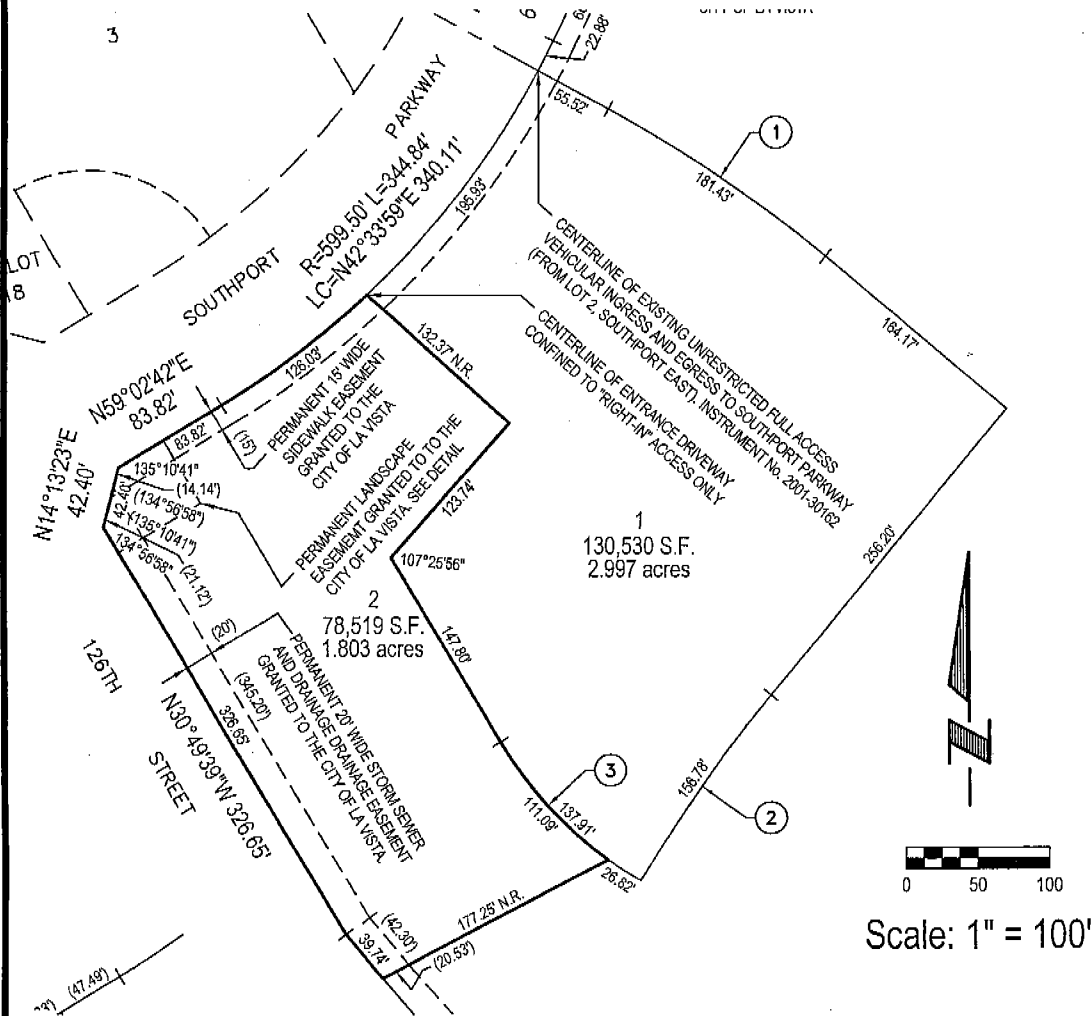 3
6
22.88'
PARKWAY
55.52'
1
181.43'
R=599.50' L=344.84'
LC=N42°33'59"E 340.11'
195.93'
LOT
18
SOUTHPORT
CENTERLINE OF EXISTING UNRESTRICTED FULL ACCESS
VEHICULAR INGRESS AND EGRESS TO SOUTHPORT PARKWAY
(FROM LOT 2, SOUTHPORT EAST), INSTRUMENT No. 2001-30162
164.17'
CENTERLINE OF ENTRANCE DRIVEWAY
CONFINED TO "RIGHT-IN" ACCESS ONLY
132.37' N.R.
126.03'
N59°02'42"E
83.82'
PERMANENT 15' WIDE
SIDEWALK EASEMENT
GRANTED TO THE
CITY OF LA VISTA
83.82'
(15')
N14°13'23"E
42.40'
135°10'41"
(14.14')
42.40'
(134°56'58")
(135°10'41")
134°56'58"
(21.12')
PERMANENT LANDSCAPE
EASEMEMT GRANTED TO TO THE
CITY OF LA VISTA. SEE DETAIL
123.74'
107°25'56"
1
130,530 S.F.
2.997 acres
256.20'
2
78,519 S.F.
1.803 acres
147.80'
(20')
PERMANENT 20' WIDE STORM SEWER
AND DRAINAGE DRAINAGE EASEMENT
GRANTED TO THE CITY OF LA VISTA.
(345.20')
326.65'
126TH
STREET
N30°49'39"W 326.65'
3
137.91'
111.09'
156.78'
2
26.82'
177.25' N.R.
(42.30')
39.74'
(20.53')
(47.49')
0 50 100
Scale: 1" = 100'